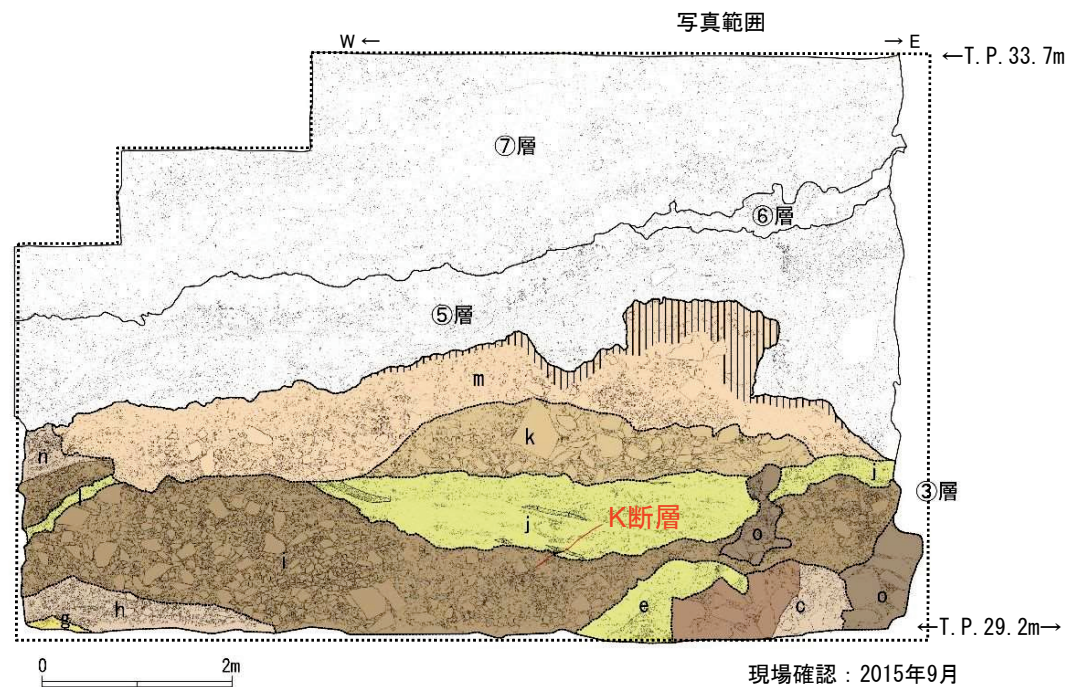 写真範囲
W ← → E
←T.P.33.7m
⑦層
⑥層
⑤層
m
k
n
j
j
③層
K断層
j
o
i
h
g
e
c
o
←T.P.29.2m→
0 2m
現場確認：2015年9月